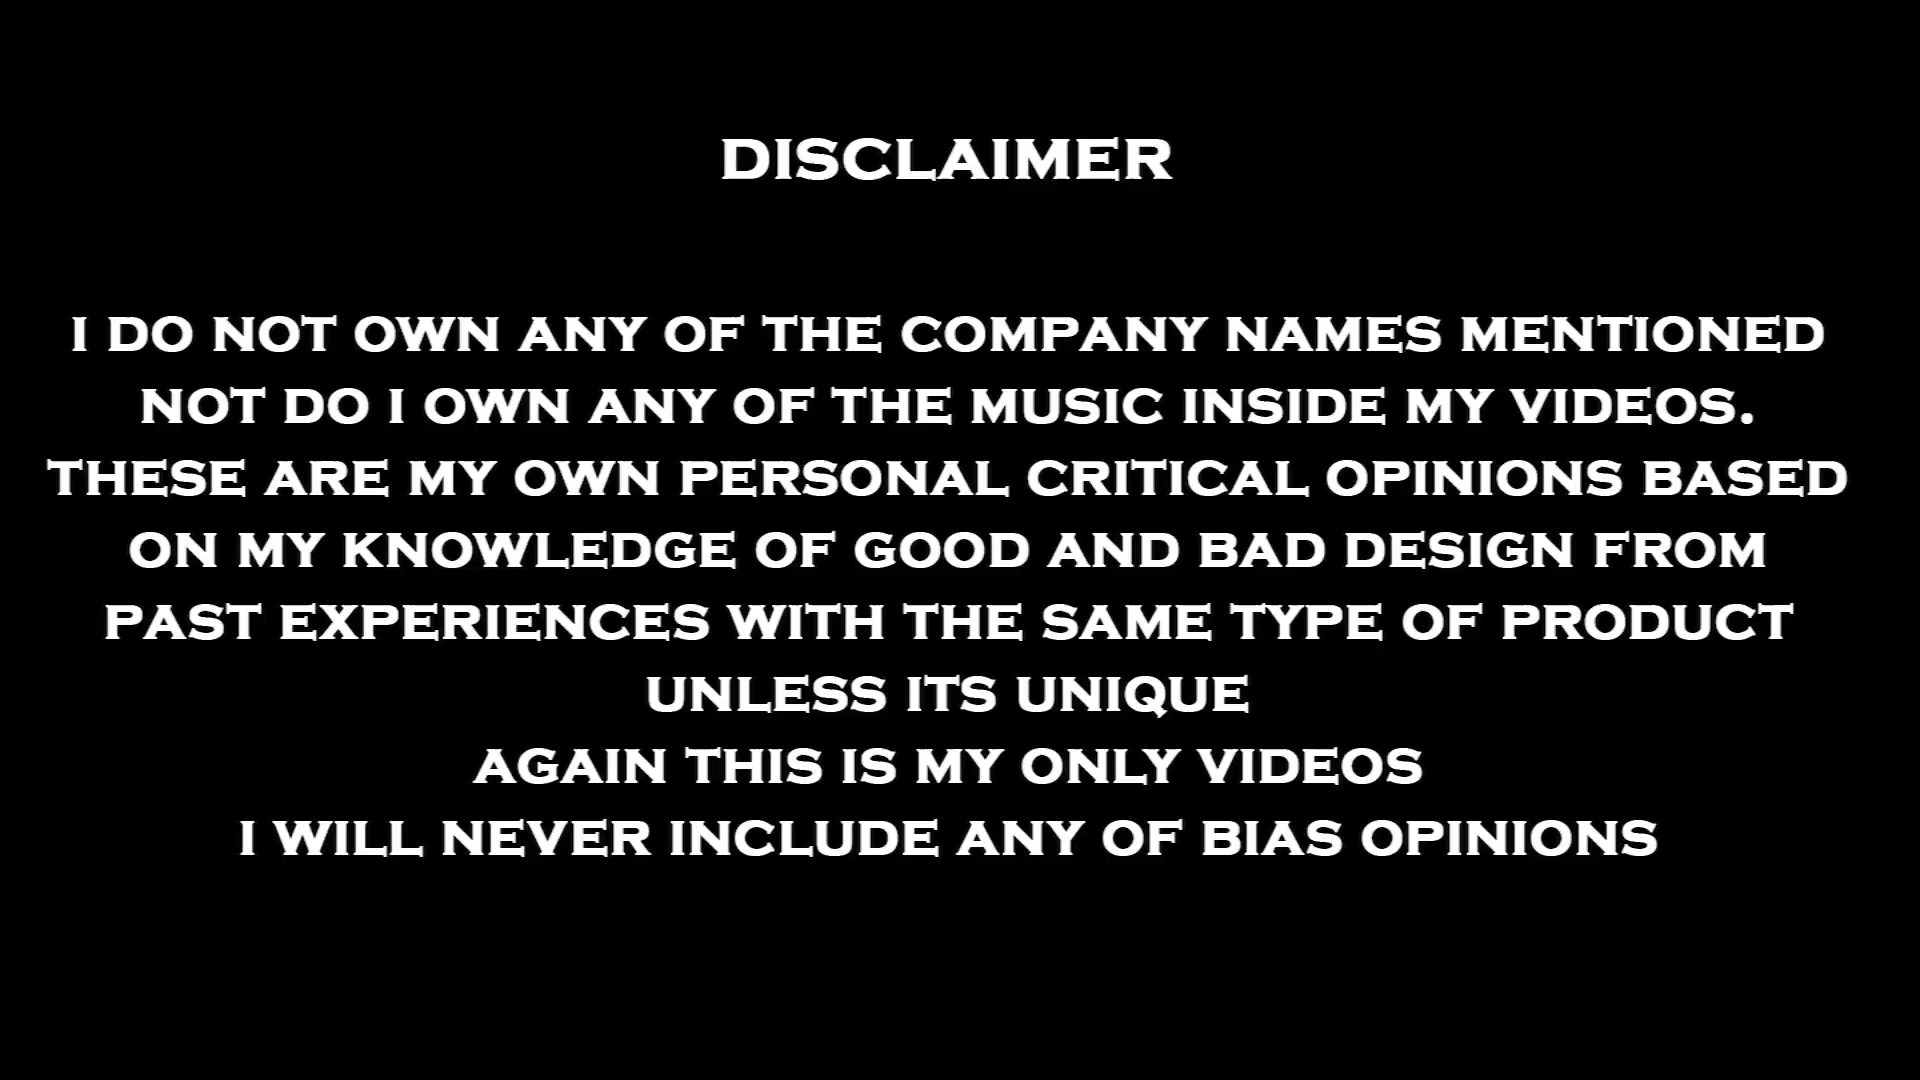 DISCLAIMER
I DO NOT OWN ANY OF THE COMPANY NAMES MENTIONED
NOT DO I OWN ANY OF THE MUSIC INSIDE MY VIDEOS.
THESE ARE MY OWN PERSONAL CRITICAL OPINIONS BASED
ON MY KNOWLEDGE OF GOOD AND BAD DESIGN FROM
PAST EXPERIENCES WITH THE SAME TYPE OF PRODUCT
UNLESS ITS UNIQUE
AGAIN THIS IS MY ONLY VIDEOS
I WILL NEVER INCLUDE ANY OF BIAS OPINIONS